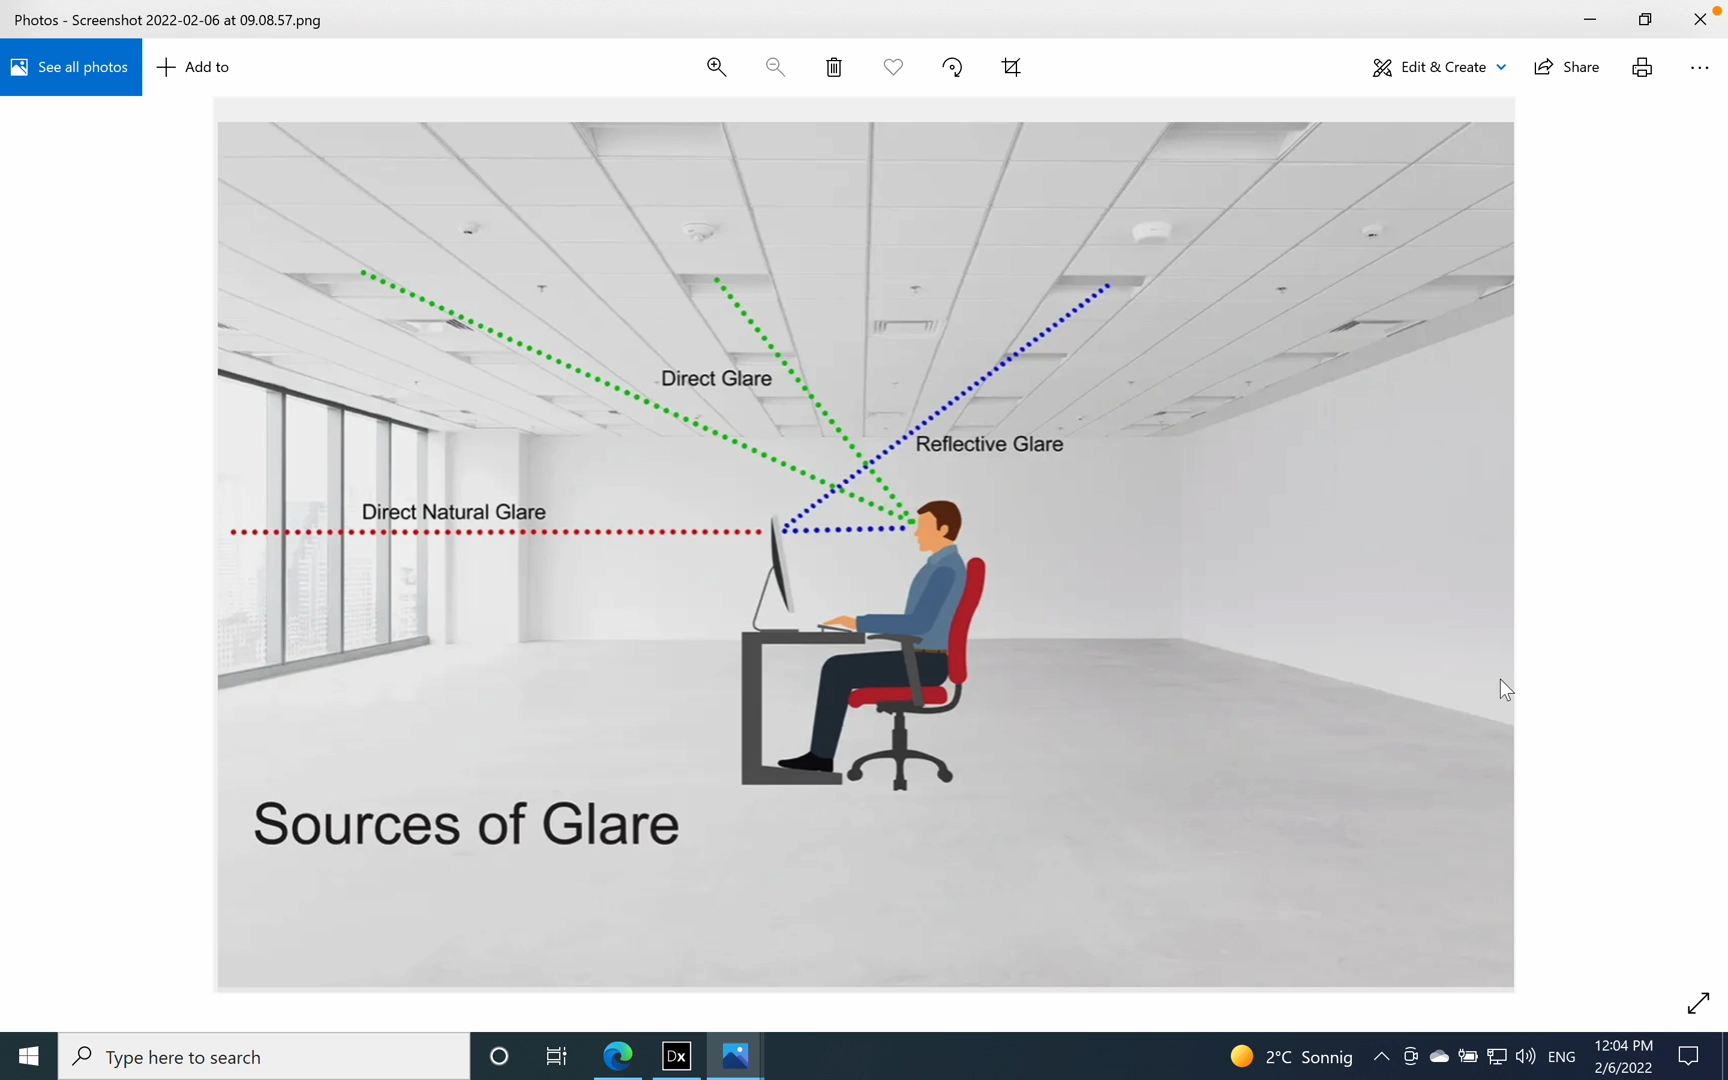 Photos - Screenshot 2022-02-06 at 09.08.57.png
See all photos
Add to
Edit & Create
Share
Direct Glare
Reflective Glare
Direct Natural Glare
Sources of Glare
Type here to search
Dx
2°C Sonnig
ENG
12:04 PM
2/6/2022